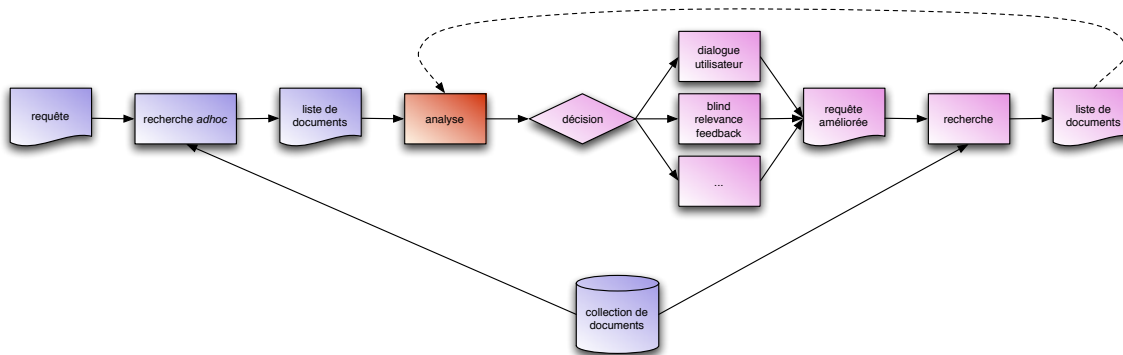 requête
recherche adhoc
liste de
documents
analyse
décision
dialogue
utilisateur
blind
relevance
feedback
...
requête
améliorée
recherche
liste de
documents
collection de
documents